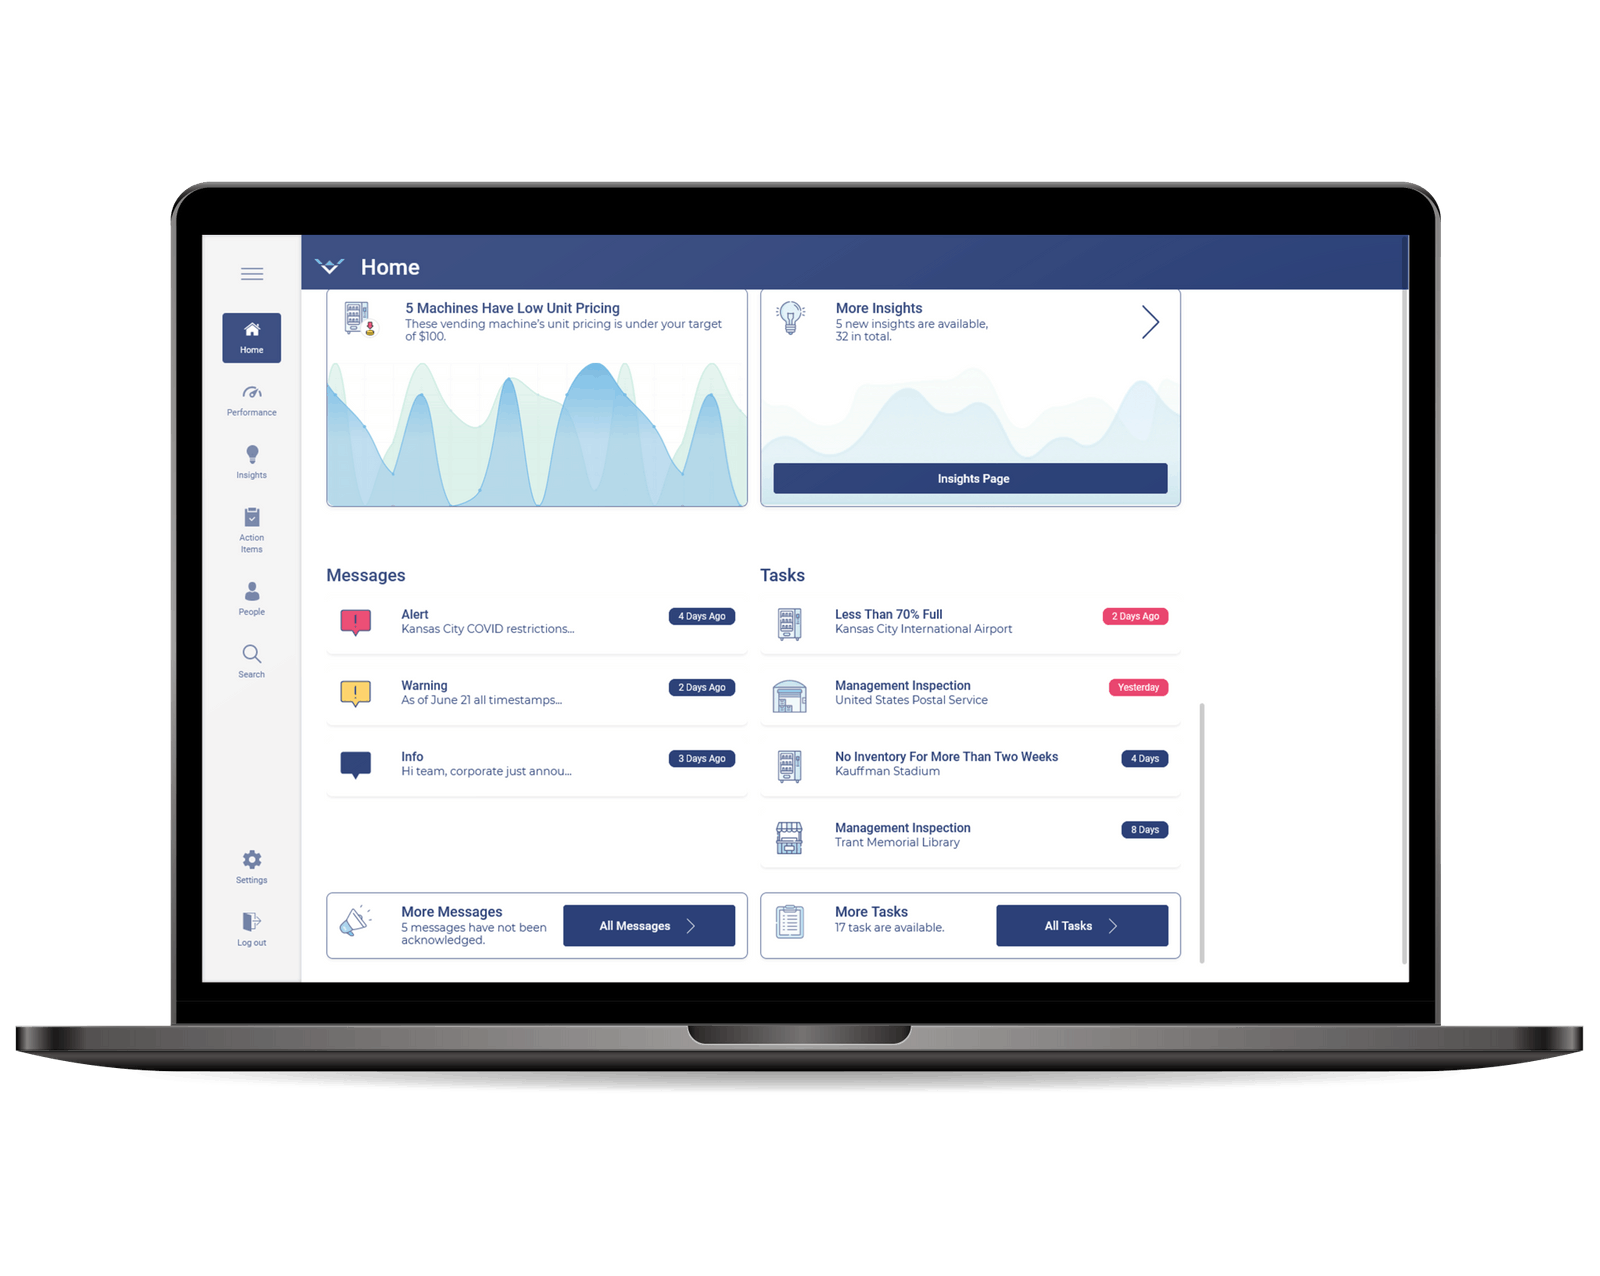 Home
Home
Performance
Insights
Action
Items
People
Search
Settings
Log out
5 Machines Have Low Unit Pricing
These vending machine's unit pricing is under your target
of $100.
More Insights
5 new insights are available,
32 in total.
Insights Page
Messages
Alert
Kansas City COVID restrictions...
4 Days Ago
Warning
As of June 21 all timestamps...
2 Days Ago
Info
Hi team, corporate just annou...
3 Days Ago
More Messages
5 messages have not been
acknowledged.
All Messages
Tasks
Less Than 70% Full
Kansas City International Airport
2 Days Ago
Management Inspection
United States Postal Service
Yesterday
No Inventory For More Than Two Weeks
Kauffman Stadium
4 Days
Management Inspection
Trant Memorial Library
8 Days
More Tasks
17 task are available.
All Tasks